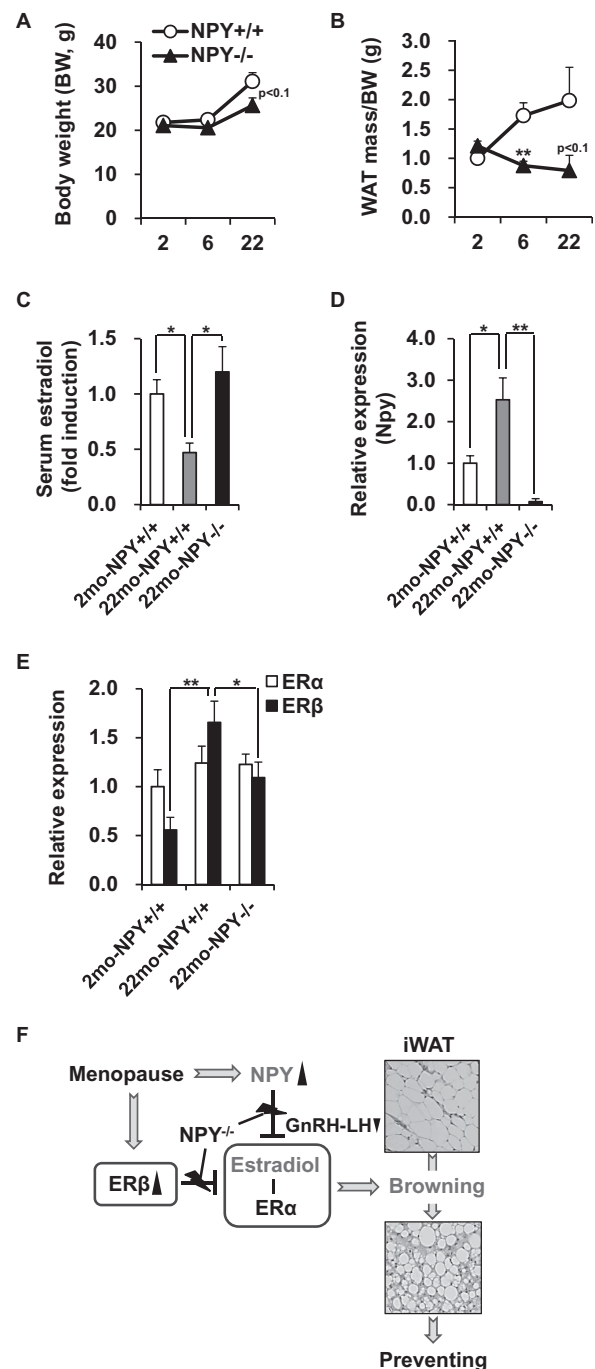 A
NPY+/+
NPY-/-
Body weight (BW, g)
40
30
20
10
0
p<0.1
2 6 22
B
WAT mass/BW (g)
3.0
2.5
2.0
1.5
1.0
0.5
0.0
**
p<0.1
2 6 22
C
Serum estradiol
(fold induction)
1.5
1.0
0.5
0.0
* *
2mo-NPY+/+
22mo-NPY+/+
22mo-NPY-/-
D
Relative expression
(Npy)
4.0
3.0
2.0
1.0
0.0
* **
2mo-NPY+/+
22mo-NPY+/+
22mo-NPY-/-
E
Relative expression
2.0
1.5
1.0
0.5
0.0
** *
ERα
ERβ
2mo-NPY+/+
22mo-NPY+/+
22mo-NPY-/-
F
iWAT
Menopause
NPY
NPY-/-
GnRH-LH
ERβ
Estradiol
ERα
Browning
Preventing